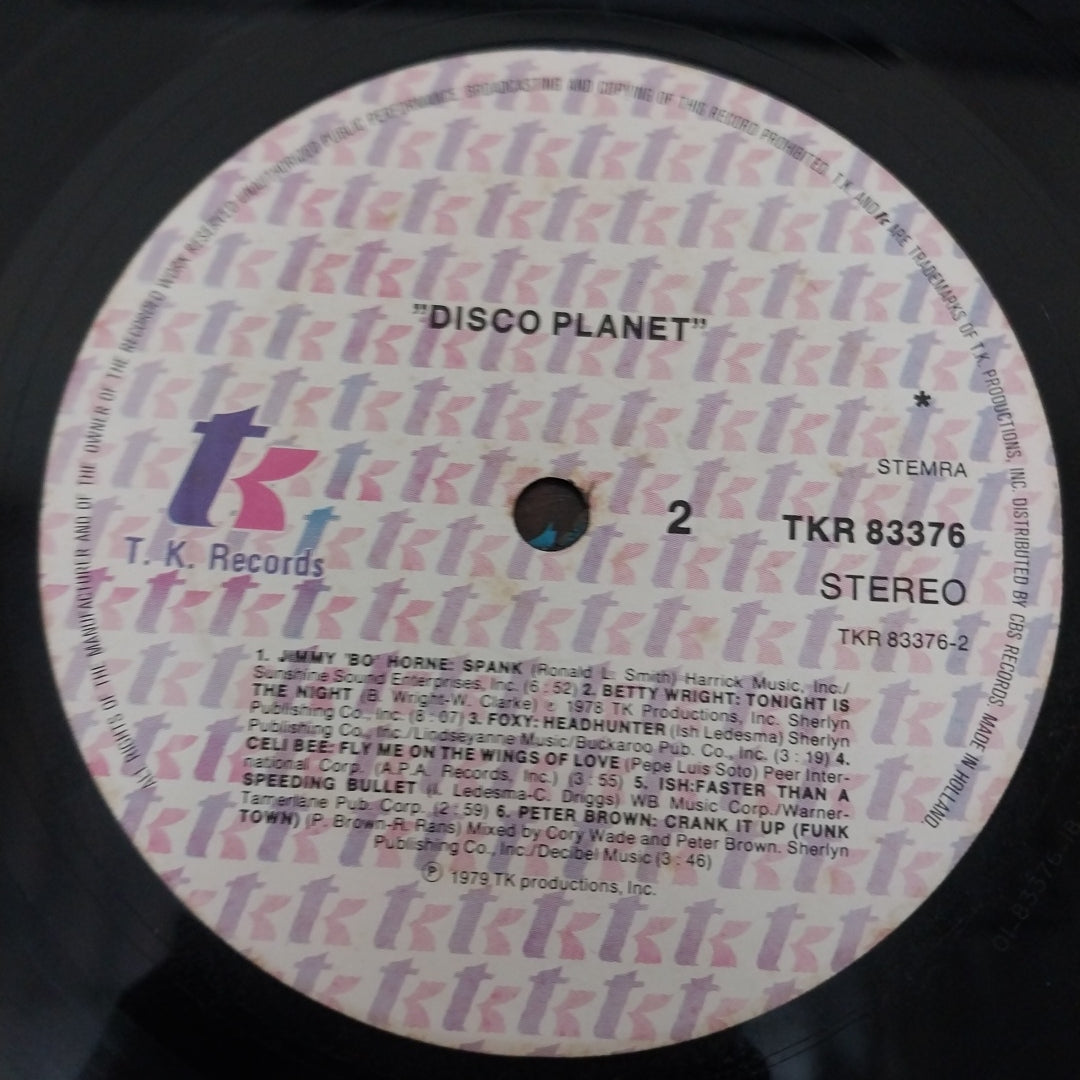 ALL RIGHTS OF THE MANUFACTURER AND OF THE OWNER OF THE RECORDED WORK RESERVED UNAUTHORIZED PUBLIC PERFORMANCE. BROADCASTING AND COPYING OF THIS RECORD PROHIBITED. T.K. AND tk ARE TRADEMARKS OF T.K. PRODUCTIONS, INC. DISTRIBUTED BY CBS RECORDS. MADE IN HOLLAND.
"DISCO PLANET"
*
STEMRA
tk
T. K. Records
2 TKR 83376
STEREO
TKR 83376-2
1. JIMMY "BO" HORNE: SPANK (Ronald L. Smith) Harrick Music, Inc./
Sunshine Sound Enterprises, Inc. (6 : 52) 2. BETTY WRIGHT: TONIGHT IS
THE NIGHT (B. Wright-W. Clarke) ℗ 1978 TK Productions, Inc. Sherlyn
Publishing Co., Inc. (8 : 07) 3. FOXY: HEADHUNTER (Ish Ledesma) Sherlyn
Publishing Co., Inc./Lindseyanne Music/Buckaroo Pub. Co., Inc. (3 : 19) 4.
CELI BEE: FLY ME ON THE WINGS OF LOVE (Pepe Luis Soto) Peer Inter-
national Corp. (A.P.A. Records, Inc.) (3 : 55) 5. ISH:FASTER THAN A
SPEEDING BULLET (I. Ledesma-C. Driggs) WB Music Corp./Warner-
Tamerlane Pub. Corp. (2 : 59) 6. PETER BROWN: CRANK IT UP (FUNK
TOWN) (P. Brown-R. Rans) Mixed by Cory Wade and Peter Brown. Sherlyn
Publishing Co., Inc./Decibel Music (3 : 46)
℗ 1979 TK productions, Inc.